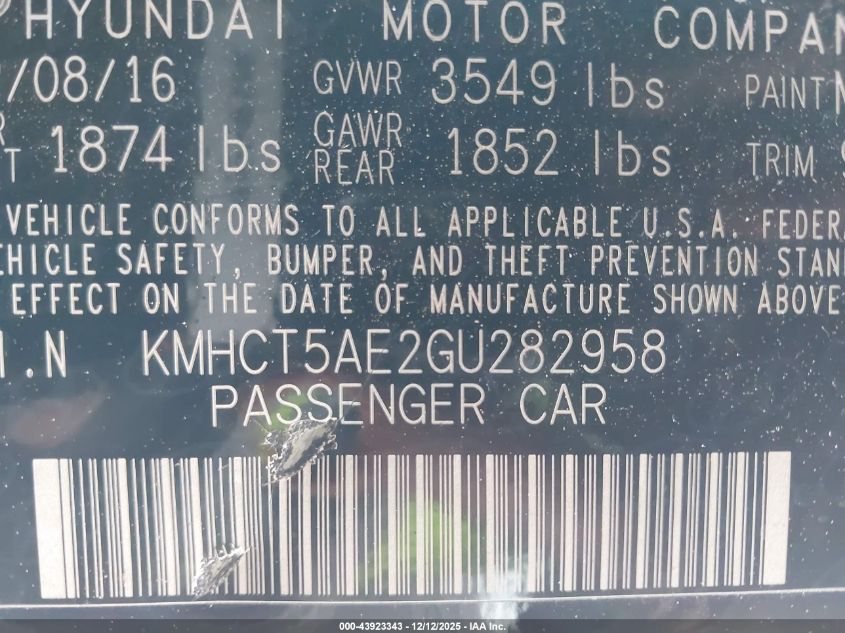 HYUNDAI MOTOR COMPAN
/08/16 GVWR 3549 lbs PAINT
1874 lbs GAWR REAR 1852 lbs TRIM
VEHICLE CONFORMS TO ALL APPLICABLE U.S.A. FEDER
EHICLE SAFETY, BUMPER, AND THEFT PREVENTION STAN
EFFECT ON THE DATE OF MANUFACTURE SHOWN ABOVE
.N KMHCT5AE2GU282958
PASSENGER CAR
000-43923343 - 12/12/2025 - IAA Inc.